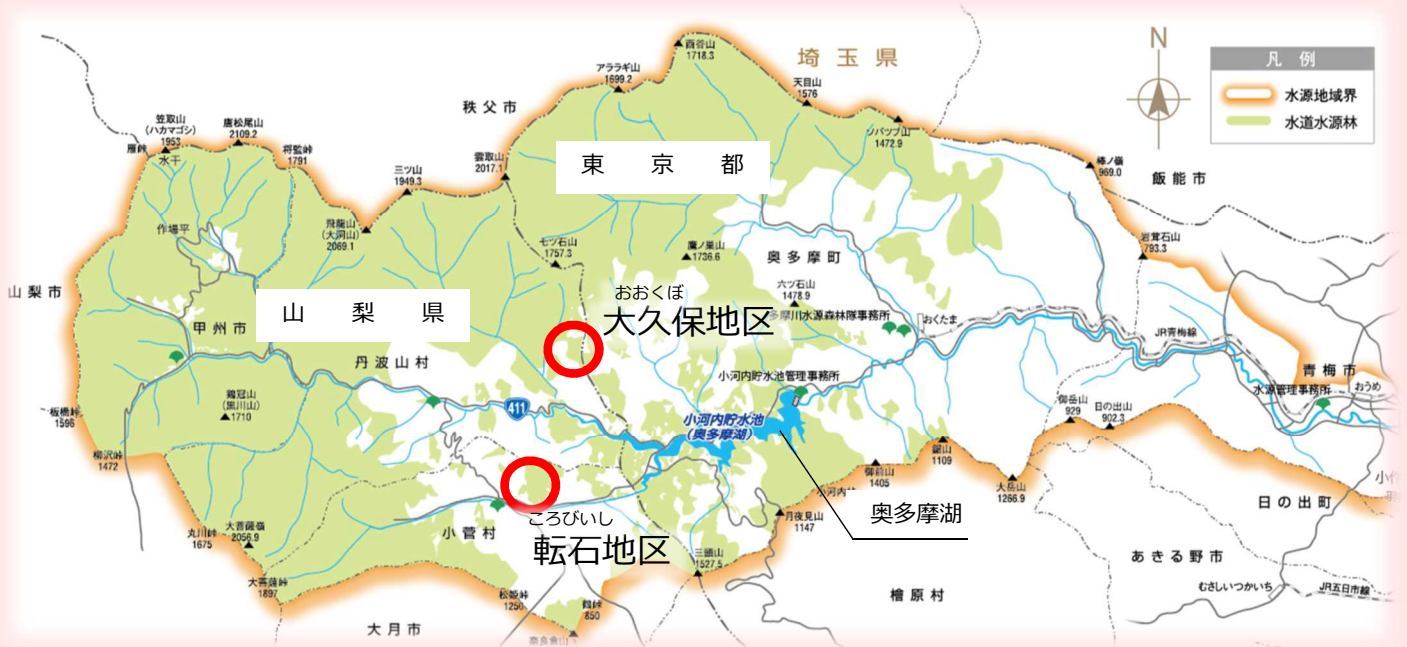 埼玉県
N
凡例
水源地域界
水道水源林
酉谷山
1718.3
アララギ山
1699.2
天目山
1576
秩父市
笠取山
(ハカマゴシ)
1953
唐松尾山
2109.2
雁峠
水干
将監峠
1791
三ツ山
1949.3
雲取山
2017.1
東京都
ソバツブ山
1472.9
棒ノ嶺
969.0
飯能市
作場平
飛龍山
(大洞山)
2069.1
七ツ石山
1757.3
鷹ノ巣山
1736.6
奥多摩町
岩茸石山
793.3
山梨市
山梨県
甲州市
おおくぼ
大久保地区
六ツ石山
1478.9
多摩川水源森林隊事務所
おくたま
JR青梅線
丹波山村
小河内貯水池管理事務所
青梅市
おうめ
水源管理事務所
鶏冠山
(黒川山)
1710
板橋峠
1596
411
小河内貯水池
(奥多摩湖)
御岳山
929
日の出山
902.3
柳沢峠
1472
鋸山
1109
御前山
1405
大岳山
1266.9
小河内
日の出町
奥多摩湖
ころびいし
転石地区
小菅村
月夜見山
1147
丸川峠
1675
大菩薩嶺
2056.9
三頭山
1527.5
あきる野市
大菩薩峠
1897
松姫峠
1250
鶴峠
850
檜原村
むさしいつかいち
JR五日市線
大月市
奈良倉山